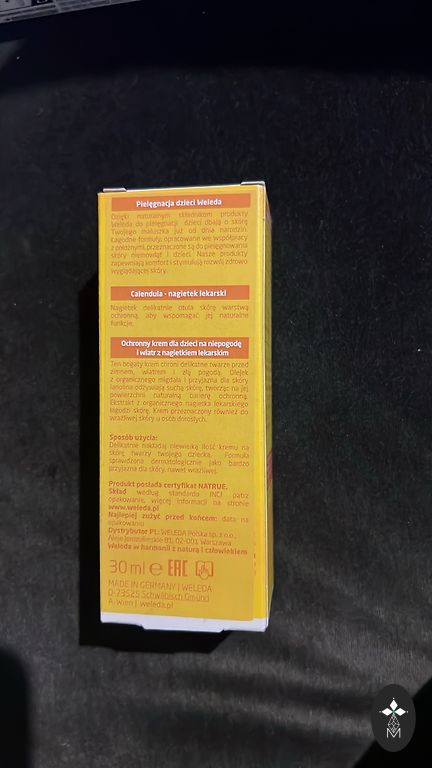 Pielęgnacja dzieci Weleda
Dzięki naturalnym składnikom produkty
Weleda do pielęgnacji dzieci dbają o skórę
Twojego maluszka już od dnia narodzin.
Łagodne formuły, opracowane we współpracy
z położnymi, przeznaczone są do pielęgnowania
skóry niemowląt i dzieci. Nasze produkty
zapewniają komfort i stymulują rozwój zdrowo
wyglądającej skóry.
Calendula - nagietek lekarski
Nagietek delikatnie otula skórę warstwą
ochronną, aby wspomagać jej naturalne
funkcje.
Ochronny krem dla dzieci na niepogodę
i wiatr z nagietkiem lekarskim
Ten bogaty krem chroni delikatne twarze przed
zimnem, wiatrem i złą pogodą. Olejek
z organicznego migdała i przyjazna dla skóry
lanolina odżywiają suchą skórę, tworząc na jej
powierzchni naturalną barierę ochronną.
Ekstrakt z organicznego nagietka lekarskiego
łagodzi skórę. Krem przeznaczony również do
wrażliwej skóry u osób dorosłych.
Sposób użycia:
Delikatnie nakładaj niewielką ilość kremu na
skórę twarzy twojego dziecka. Formuła
sprawdzona dermatologicznie jako bardzo
przyjazna dla skóry, nawet wrażliwej.
Produkt posiada certyfikat NATRUE.
Skład według standardu INCI patrz
opakowanie, więcej informacji na stronie
www.weleda.pl
Najlepiej zużyć przed końcem: data na
opakowaniu
Dystrybutor PL: WELEDA Polska sp. z o.o.,
Aleje Jerozolimskie 81, 02-001 Warszawa
Weleda w harmonii z naturą i człowiekiem
30 ml e EAC
MADE IN GERMANY | WELEDA
D-73525 Schwäbisch Gmünd
A-Wien | weleda.pl
M